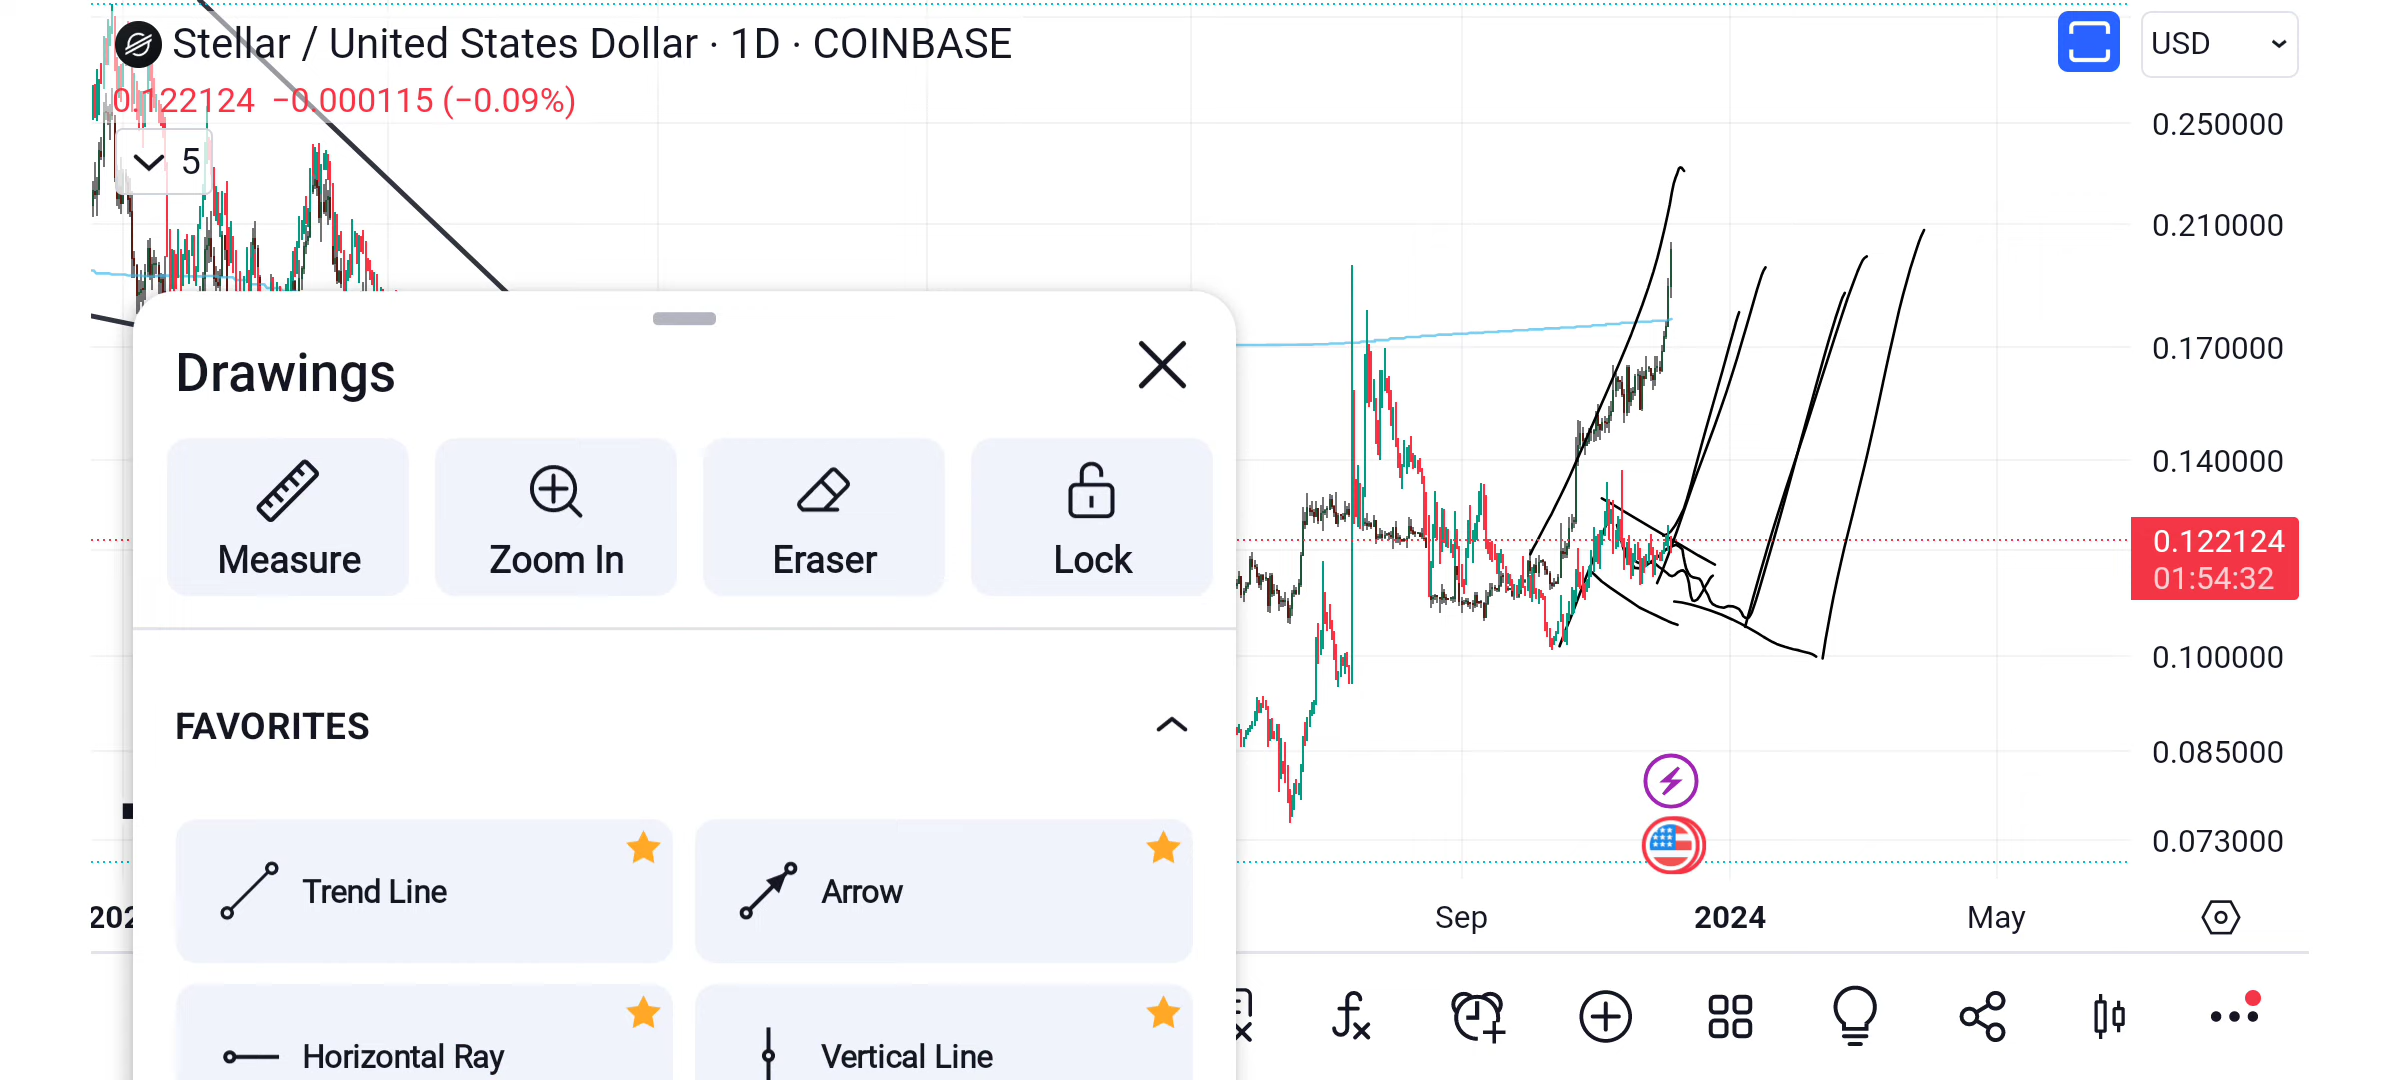 Stellar / United States Dollar · 1D · COINBASE
USD
0.122124 −0.000115 (−0.09%)
5
0.250000
0.210000
0.170000
0.140000
0.122124
01:54:32
0.100000
0.085000
0.073000
Drawings
Measure
Zoom In
Eraser
Lock
FAVORITES
Trend Line
Arrow
Horizontal Ray
Vertical Line
202
Sep
2024
May